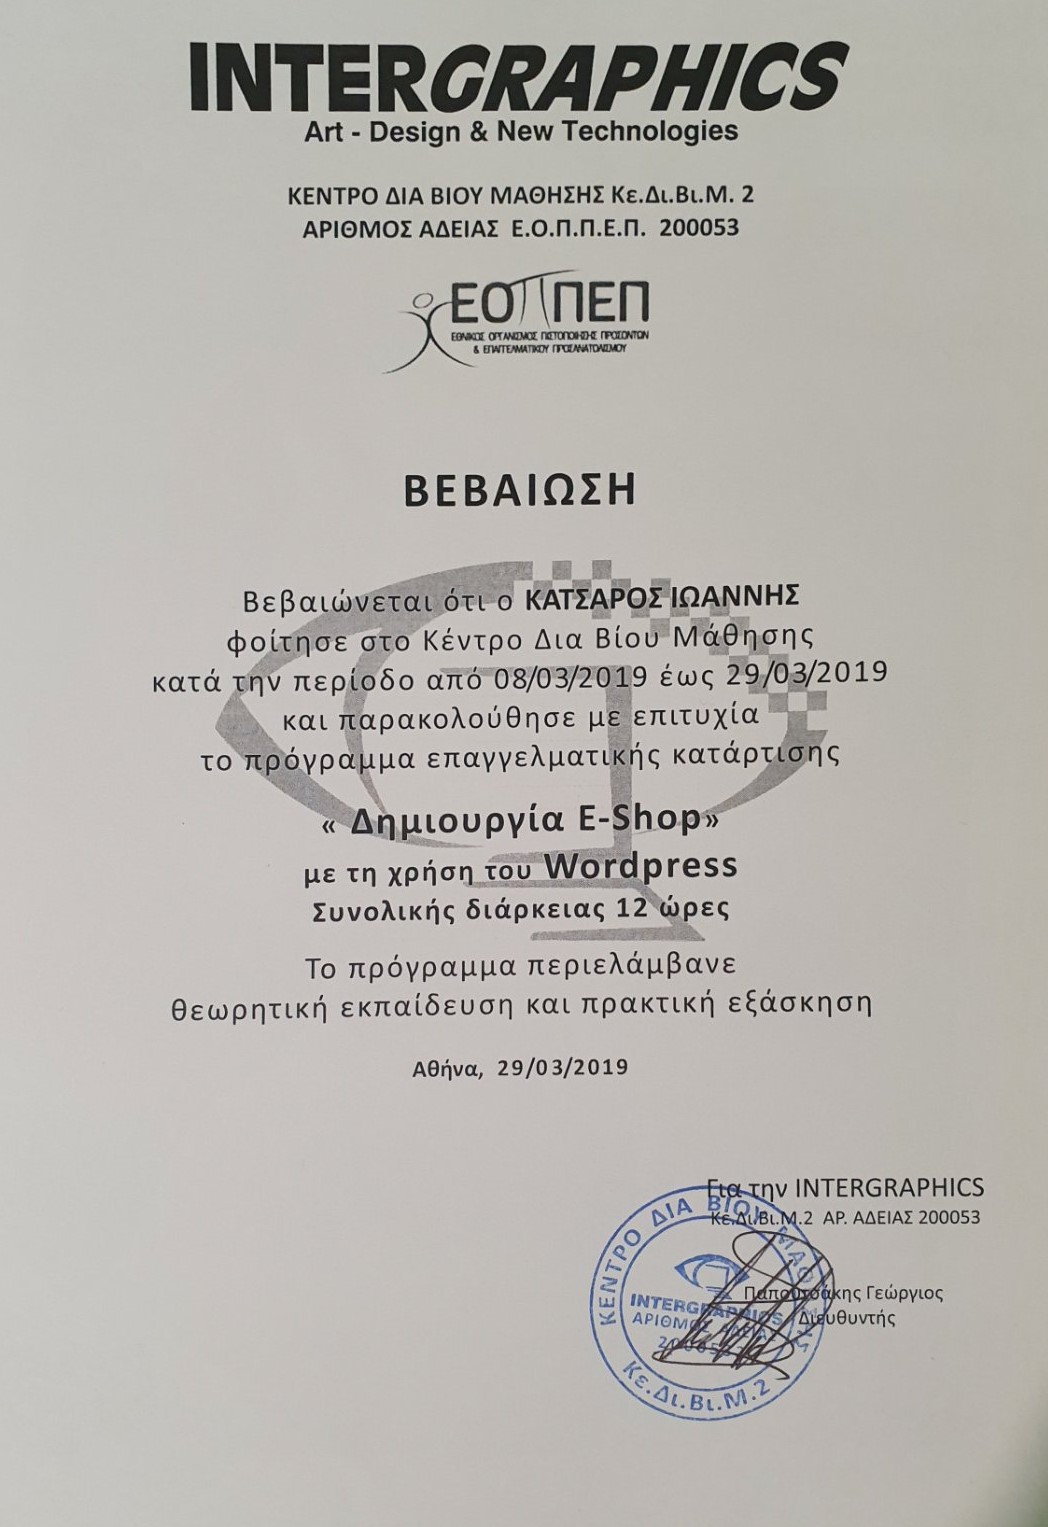 INTERGRAPHICS
Art - Design & New Technologies
ΚΕΝΤΡΟ ΔΙΑ ΒΙΟΥ ΜΑΘΗΣΗΣ Κε.Δι.Βι.Μ. 2
ΑΡΙΘΜΟΣ ΑΔΕΙΑΣ Ε.Ο.Π.Π.Ε.Π. 200053
ΕΟΠΠΕΠ
ΕΘΝΙΚΟΣ ΟΡΓΑΝΙΣΜΟΣ ΠΙΣΤΟΠΟΙΗΣΗΣ ΠΡΟΣΟΝΤΩΝ
& ΕΠΑΓΓΕΛΜΑΤΙΚΟΥ ΠΡΟΣΑΝΑΤΟΛΙΣΜΟΥ
ΒΕΒΑΙΩΣΗ
Βεβαιώνεται ότι ο ΚΑΤΣΑΡΟΣ ΙΩΑΝΝΗΣ
φοίτησε στο Κέντρο Δια Βίου Μάθησης
κατά την περίοδο από 08/03/2019 έως 29/03/2019
και παρακολούθησε με επιτυχία
το πρόγραμμα επαγγελματικής κατάρτισης
« Δημιουργία E-Shop»
με τη χρήση του Wordpress
Συνολικής διάρκειας 12 ώρες
Το πρόγραμμα περιελάμβανε
θεωρητική εκπαίδευση και πρακτική εξάσκηση
Αθήνα, 29/03/2019
Για την INTERGRAPHICS
Κε.Δι.Βι.Μ.2 ΑΡ. ΑΔΕΙΑΣ 200053
Παπουτσάκης Γεώργιος
Διευθυντής
ΚΕΝΤΡΟ ΔΙΑ ΒΙΟΥ ΜΑΘΗΣΗΣ
INTERGRAPHICS
ΑΡΙΘΜΟΣ ΑΔΕΙΑΣ
200053
Κε.Δι.Βι.Μ.2